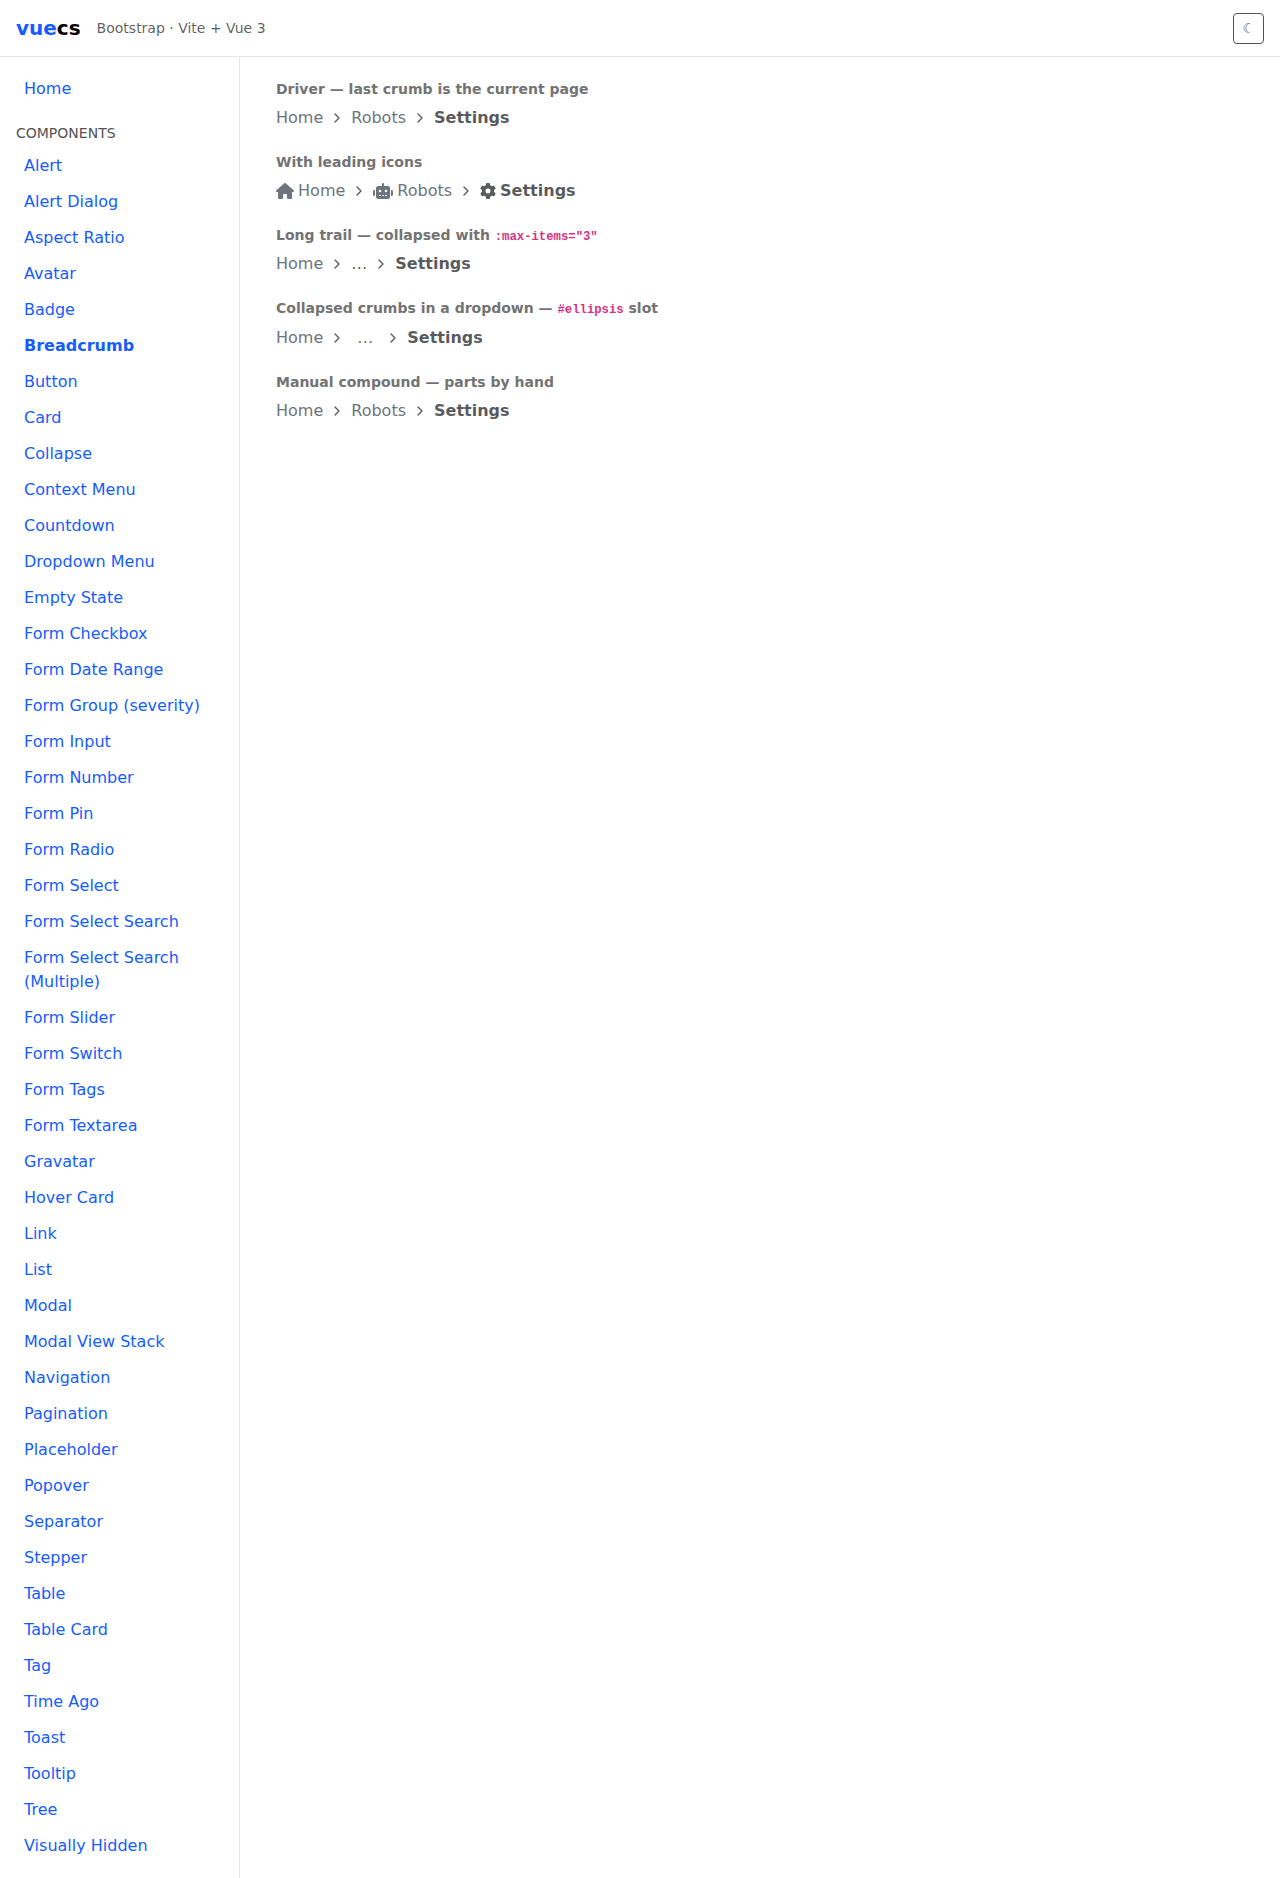 vuecs Bootstrap · Vite + Vue 3
Home
COMPONENTS
Alert
Alert Dialog
Aspect Ratio
Avatar
Badge
Breadcrumb
Button
Card
Collapse
Context Menu
Countdown
Dropdown Menu
Empty State
Form Checkbox
Form Date Range
Form Group (severity)
Form Input
Form Number
Form Pin
Form Radio
Form Select
Form Select Search
Form Select Search
(Multiple)
Form Slider
Form Switch
Form Tags
Form Textarea
Gravatar
Hover Card
Link
List
Modal
Modal View Stack
Navigation
Pagination
Placeholder
Popover
Separator
Stepper
Table
Table Card
Tag
Time Ago
Toast
Tooltip
Tree
Visually Hidden
Driver — last crumb is the current page
Home > Robots > Settings
With leading icons
Home > Robots > Settings
Long trail — collapsed with :max-items="3"
Home > … > Settings
Collapsed crumbs in a dropdown — #ellipsis slot
Home > … > Settings
Manual compound — parts by hand
Home > Robots > Settings